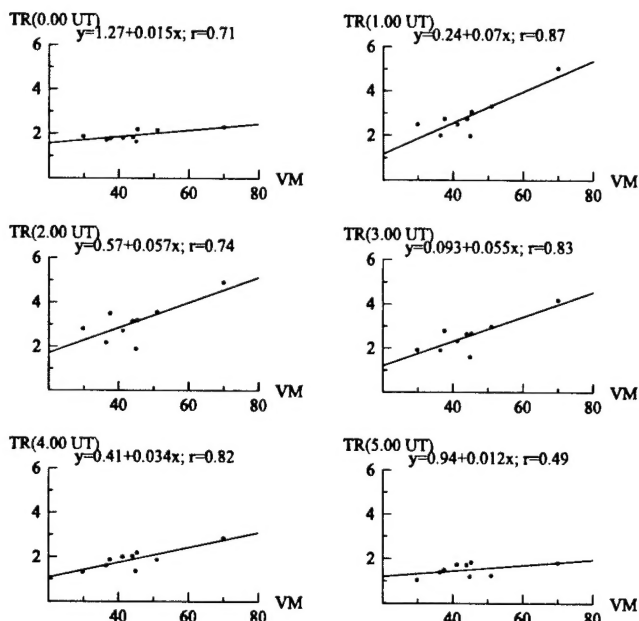 TR(0.00 UT)
y=1.27+0.015x; r=0.71
6
4
2
40 60 80 VM
TR(1.00 UT)
y=0.24+0.07x; r=0.87
6
4
2
40 60 80 VM
TR(2.00 UT)
y=0.57+0.057x; r=0.74
6
4
2
40 60 80 VM
TR(3.00 UT)
y=0.093+0.055x; r=0.83
6
4
2
40 60 80 VM
TR(4.00 UT)
y=0.41+0.034x; r=0.82
6
4
2
40 60 80 VM
TR(5.00 UT)
y=0.94+0.012x; r=0.49
6
4
2
40 60 80 VM